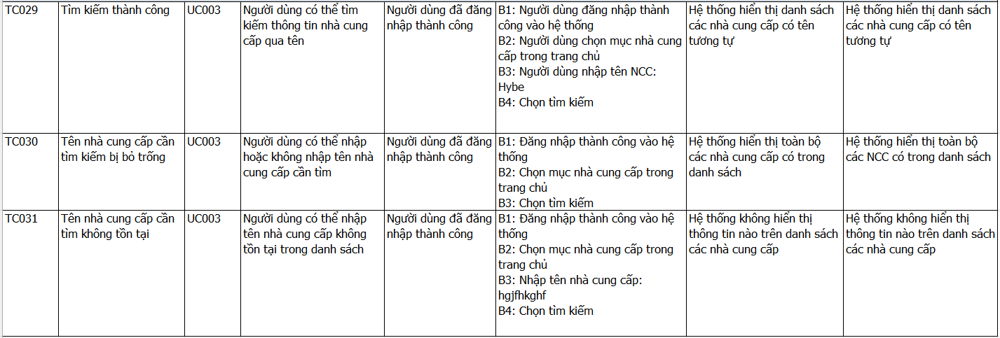 TC029
Tìm kiếm thành công
UC003
Người dùng có thể tìm
kiếm thông tin nhà cung
cấp qua tên
Người dùng đã đăng
nhập thành công
B1: Người dùng đăng nhập thành
công vào hệ thống
B2: Người dùng chọn mục nhà cung
cấp trong trang chủ
B3: Người dùng nhập tên NCC:
Hybe
B4: Chọn tìm kiếm
Hệ thống hiển thị danh sách
các nhà cung cấp có tên
tương tự
Hệ thống hiển thị danh sách
các nhà cung cấp có tên
tương tự
TC030
Tên nhà cung cấp cần
tìm kiếm bị bỏ trống
UC003
Người dùng có thể nhập
hoặc không nhập tên nhà
cung cấp cần tìm
Người dùng đã đăng
nhập thành công
B1: Đăng nhập thành công vào hệ
thống
B2: Chọn mục nhà cung cấp trong
trang chủ
B3: Chọn tìm kiếm
Hệ thống hiển thị toàn bộ
các nhà cung cấp có trong
danh sách
Hệ thống hiển thị toàn bộ
các NCC có trong danh sách
TC031
Tên nhà cung cấp cần
tìm không tồn tại
UC003
Người dùng có thể nhập
tên nhà cung cấp không
tồn tại trong danh sách
Người dùng đã đăng
nhập thành công
B1: Đăng nhập thành công vào hệ
thống
B2: Chọn mục nhà cung cấp trong
trang chủ
B3: Nhập tên nhà cung cấp:
hgjfhkghf
B4: Chọn tìm kiếm
Hệ thống không hiển thị
thông tin nào trên danh sách
các nhà cung cấp
Hệ thống không hiển thị
thông tin nào trên danh sách
các nhà cung cấp